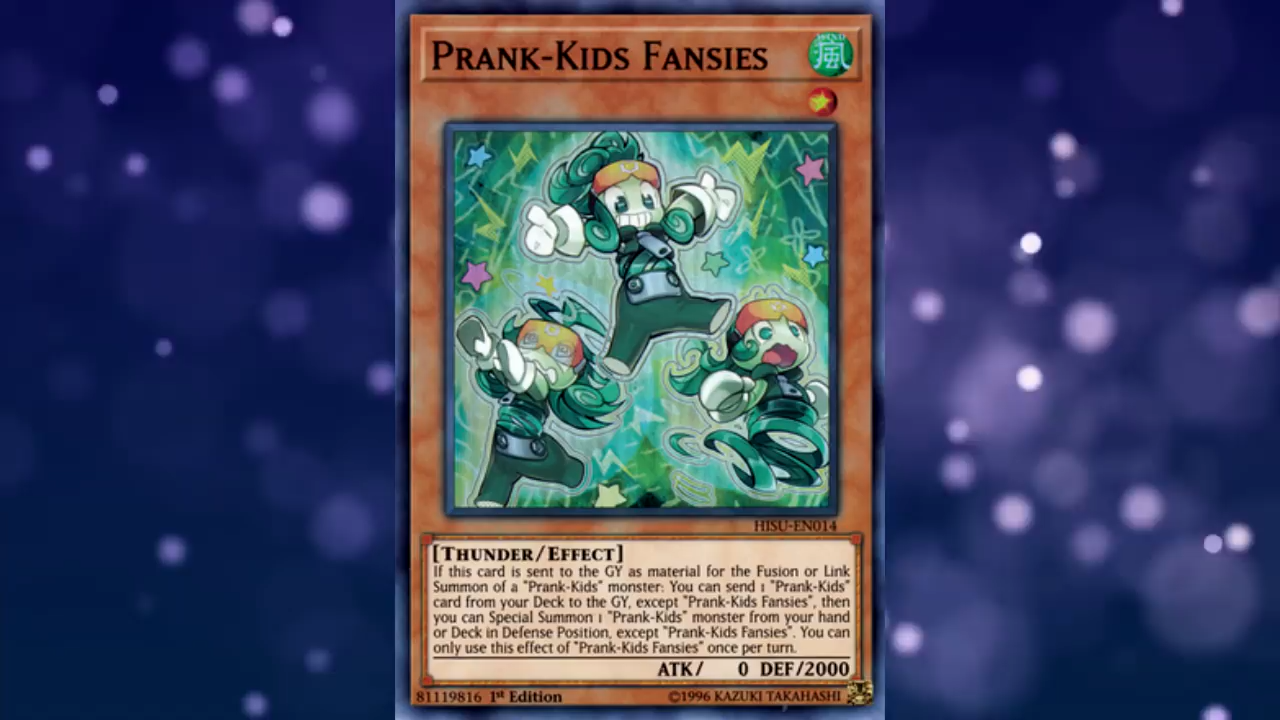 PRANK-KIDS FANSIES
WIND
風
HISU-EN014
[THUNDER/EFFECT]
If this card is sent to the GY as material for the Fusion or Link
Summon of a "Prank-Kids" monster: You can send 1 "Prank-Kids"
card from your Deck to the GY, except "Prank-Kids Fansies", then
you can Special Summon 1 "Prank-Kids" monster from your hand
or Deck in Defense Position, except "Prank-Kids Fansies". You can
only use this effect of "Prank-Kids Fansies" once per turn.
ATK/ 0 DEF/2000
81119816 1st Edition ©1996 KAZUKI TAKAHASHI